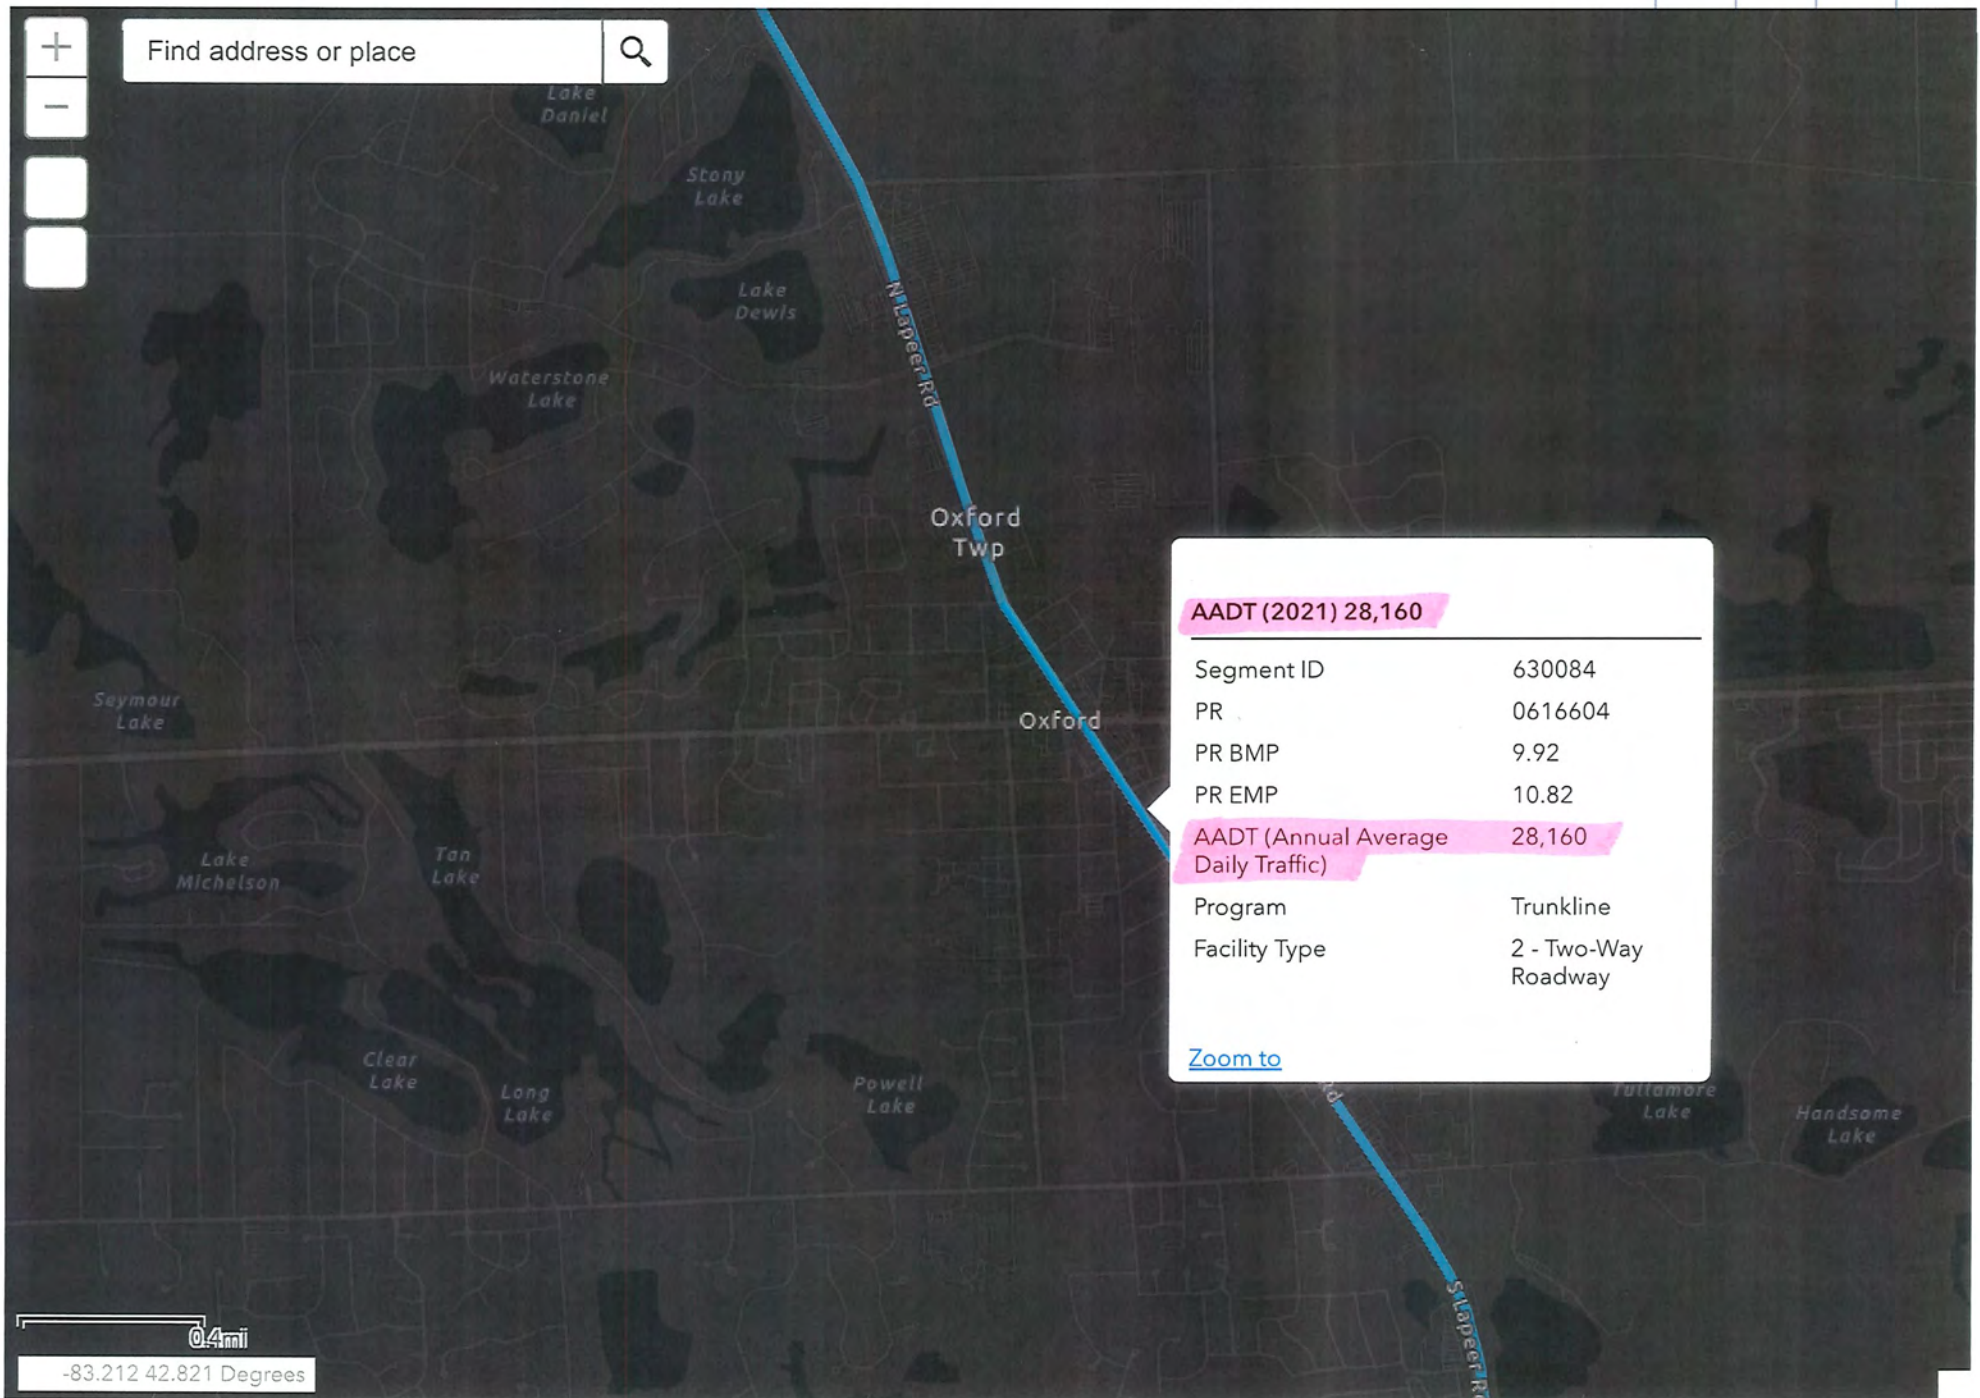 +
Find address or place
−
Lake
Daniel
Stony
Lake
Lake
Dewls
N Lapeer Rd
Waterstone
Lake
Oxford
Twp
AADT (2021) 28,160
Segment ID 630084
PR 0616604
PR BMP 9.92
PR EMP 10.82
AADT (Annual Average 28,160
Daily Traffic)
Program Trunkline
Facility Type 2 - Two-Way
Roadway
Zoom to
Seymour
Lake
Oxford
Lake
Michelson
Tan
Lake
Clear
Lake
Long
Lake
Powell
Lake
Rd
Tullamore
Lake
Handsome
Lake
S Lapeer Rd
0.4mi
-83.212 42.821 Degrees